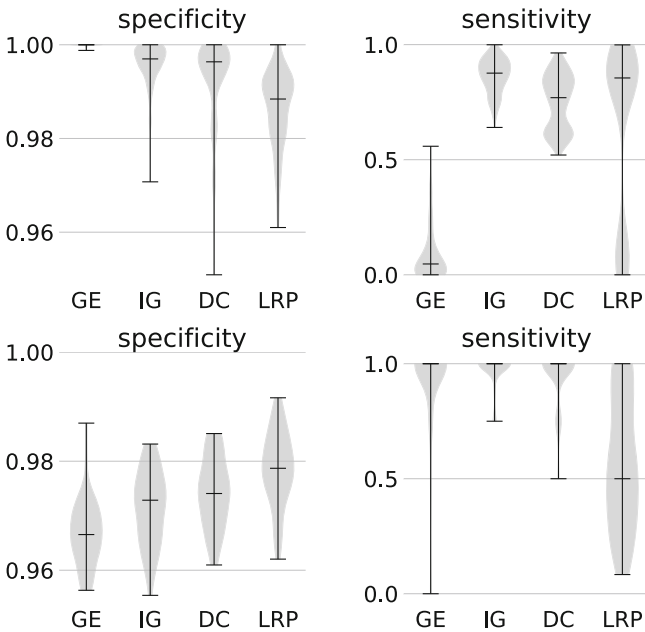 specificity
1.00
0.98
0.96
GE IG DC LRP
sensitivity
1.0
0.5
0.0
GE IG DC LRP
specificity
1.00
0.98
0.96
GE IG DC LRP
sensitivity
1.0
0.5
0.0
GE IG DC LRP